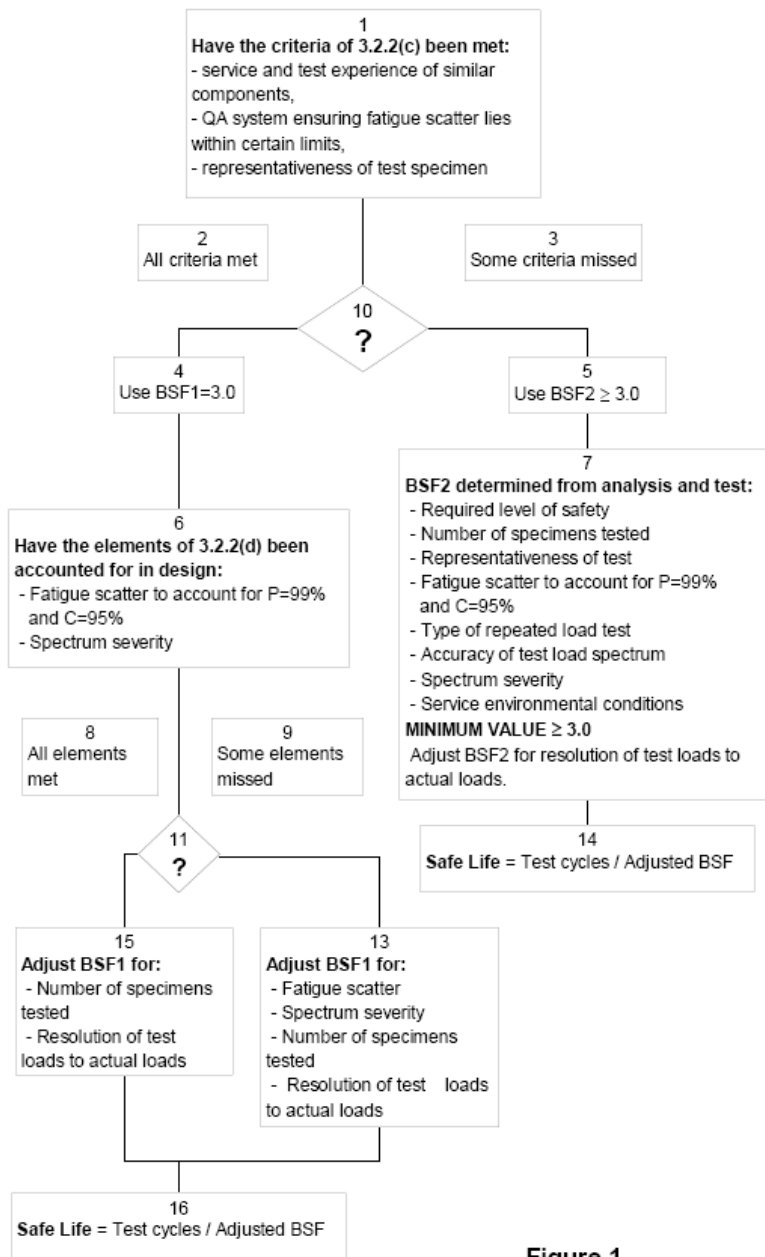 1
Have the criteria of 3.2.2(c) been met:
- service and test experience of similar
components,
- QA system ensuring fatigue scatter lies
within certain limits,
- representativeness of test specimen
2
All criteria met
3
Some criteria missed
10
?
4
Use BSF1=3.0
5
Use BSF2 ≥ 3.0
6
Have the elements of 3.2.2(d) been
accounted for in design:
- Fatigue scatter to account for P=99%
and C=95%
- Spectrum severity
7
BSF2 determined from analysis and test:
- Required level of safety
- Number of specimens tested
- Representativeness of test
- Fatigue scatter to account for P=99%
and C=95%
- Type of repeated load test
- Accuracy of test load spectrum
- Spectrum severity
- Service environmental conditions
MINIMUM VALUE ≥ 3.0
Adjust BSF2 for resolution of test loads to
actual loads.
8
All elements
met
9
Some elements
missed
11
?
14
Safe Life = Test cycles / Adjusted BSF
15
Adjust BSF1 for:
- Number of specimens
tested
- Resolution of test
loads to actual loads
13
Adjust BSF1 for:
- Fatigue scatter
- Spectrum severity
- Number of specimens
tested
- Resolution of test loads
to actual loads
16
Safe Life = Test cycles / Adjusted BSF
Figure 1